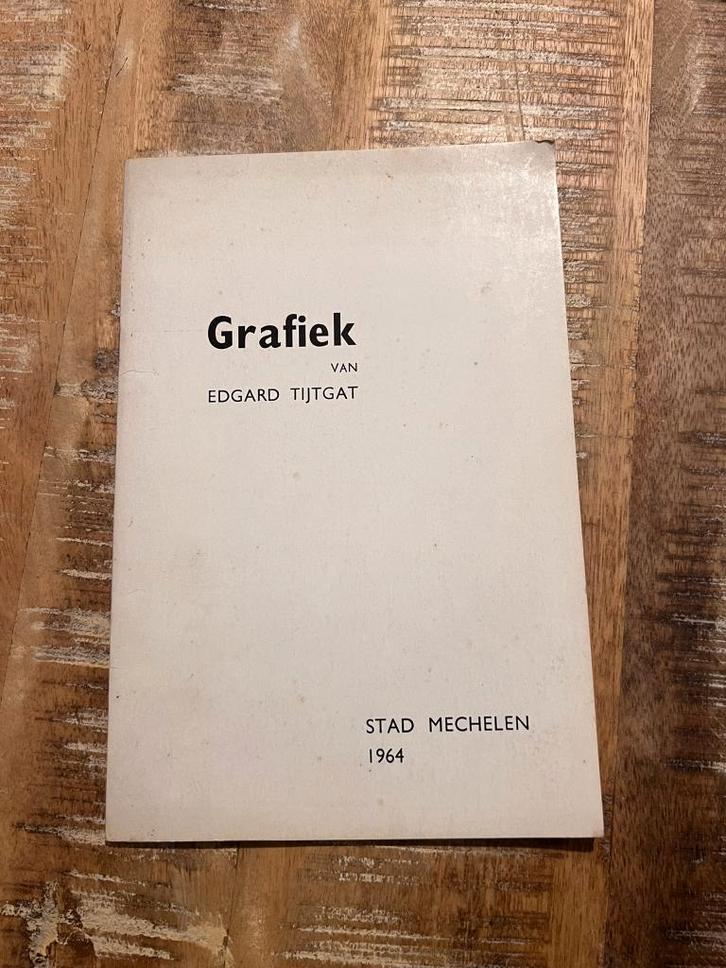 Grafiek
VAN
EDGARD TIJTGAT
STAD MECHELEN
1964